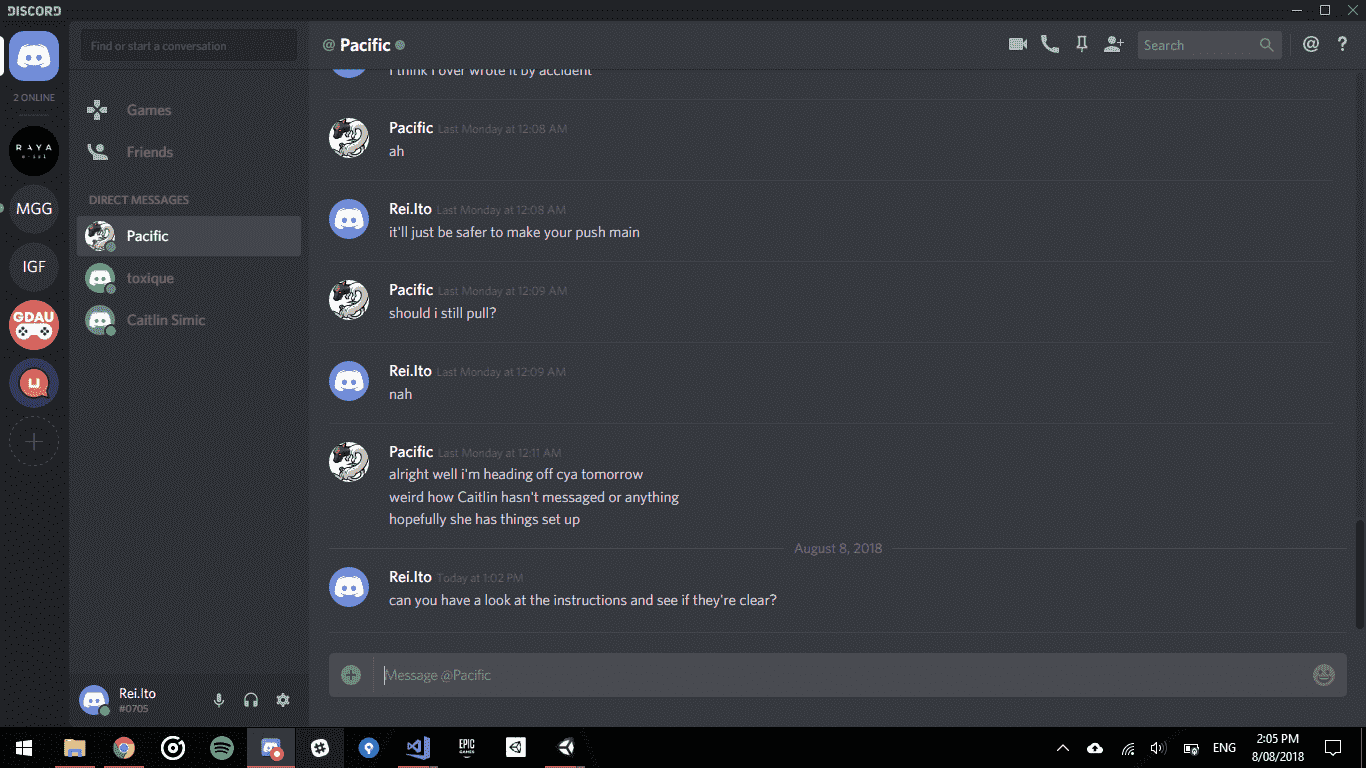 DISCORD
Find or start a conversation
@ Pacific
Search
@
?
2 ONLINE
RAYA
MGG
IGF
GDAU
U
Games
Friends
DIRECT MESSAGES
Pacific
toxique
Caitlin Simic
I think I over wrote it by accident
Pacific Last Monday at 12:08 AM
ah
Rei.Ito Last Monday at 12:08 AM
it'll just be safer to make your push main
Pacific Last Monday at 12:09 AM
should i still pull?
Rei.Ito Last Monday at 12:09 AM
nah
Pacific Last Monday at 12:11 AM
alright well i'm heading off cya tomorrow
weird how Caitlin hasn't messaged or anything
hopefully she has things set up
August 8, 2018
Rei.Ito Today at 1:02 PM
can you have a look at the instructions and see if they're clear?
Message @Pacific
Rei.Ito
#0705
EPIC
GAMES
ENG
2:05 PM
8/08/2018